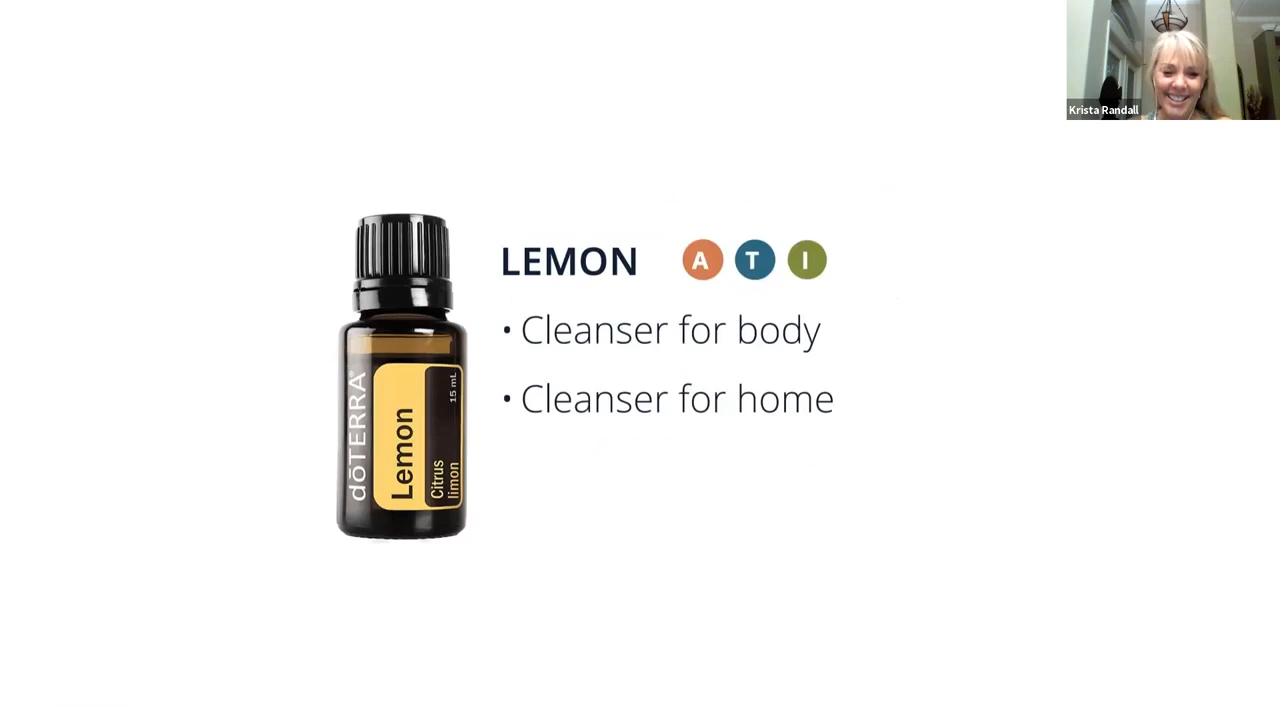 Krista Randall
LEMON A T I
• Cleanser for body
• Cleanser for home
dōTERRA®
Lemon
Citrus
limon
15 mL